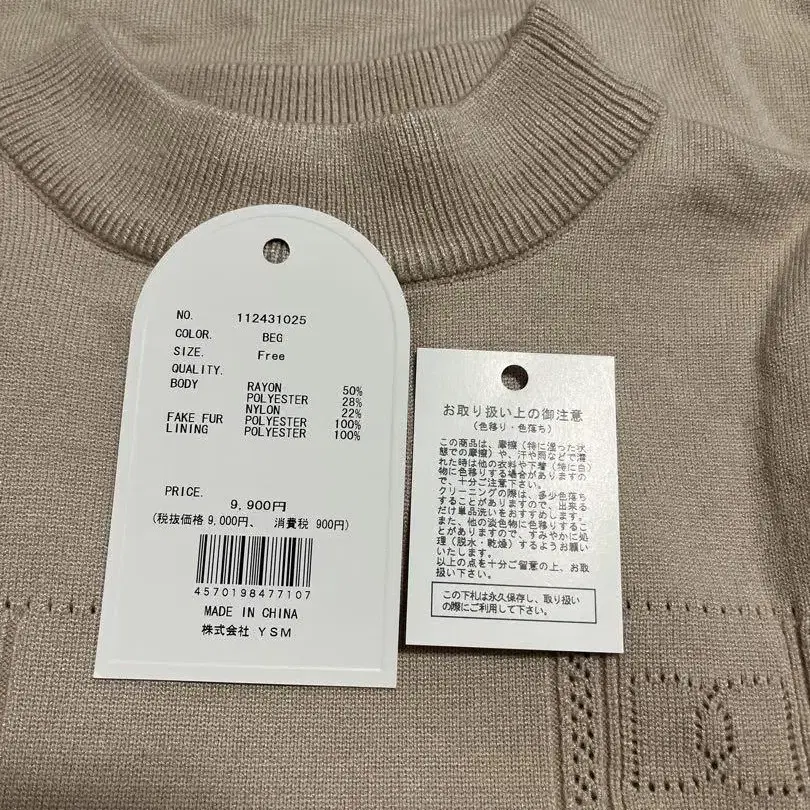 NO. 112431025
COLOR. BEG
SIZE. Free
QUALITY.
BODY RAYON 50%
POLYESTER 28%
NYLON 22%
FAKE FUR POLYESTER 100%
LINING POLYESTER 100%
PRICE.
9,900円
(税抜価格 9,000円、 消費税 900円)
4570198477107
MADE IN CHINA
株式会社 YSM
お取り扱い上の御注意
(色移り・色落ち)
この商品は、摩擦(特に湿った状
態での摩擦)や、汗や雨などで濡
れた時は他の衣料や下着(特に白)
物に色移りする場合がありますの
で、十分ご注意下さい。
クリーニングの際は、多少色落ち
することがありますので、出来る
だけ単品洗いをおすすめします。
また、他の淡色物に色移りするこ
とがありますので、すみやかに処
理(脱水・乾燥)するようお願い
いたします。
以上の点を十分ご留意の上、お取
扱い下さい。
この下札は永久保存し、取り扱い
の際にご利用して下さい。